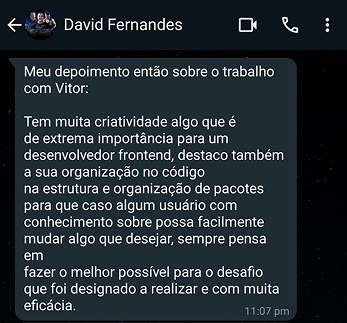 David Fernandes
Meu depoimento então sobre o trabalho
com Vitor:
Tem muita criatividade algo que é
de extrema importância para um
desenvolvedor frontend, destaco também
a sua organização no código
na estrutura e organização de pacotes
para que caso algum usuário com
conhecimento sobre possa facilmente
mudar algo que desejar, sempre pensa
em
fazer o melhor possível para o desafio
que foi designado a realizar e com muita
eficácia.
11:07 pm